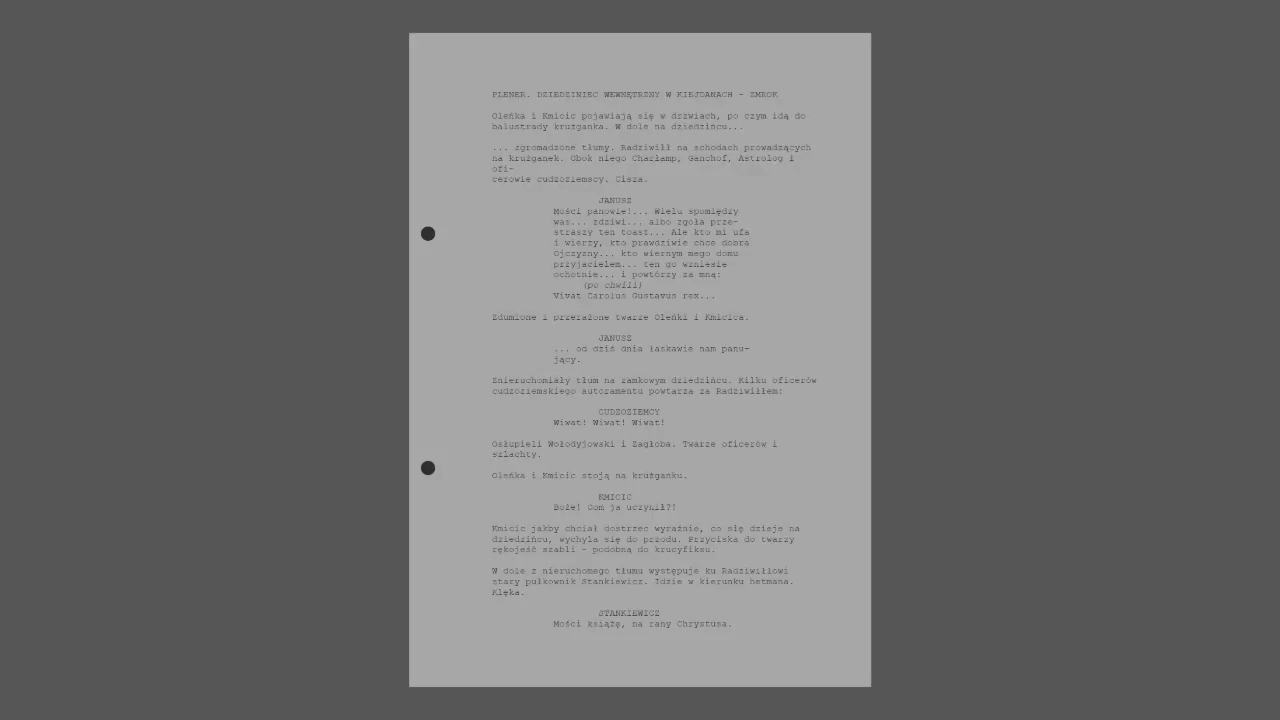 PLENER. DZIEDZINIEC WEWNĘTRZNY W KIEJDANACH - ZMROK
Oleńka i Kmicic pojawiają się w drzwiach, po czym idą do
balustrady krużganka. W dole na dziedzińcu...
... zgromadzone tłumy. Radziwiłł na schodach prowadzących
na krużganek. Obok niego Charłamp, Ganchof, Astrolog i
ofi-
cerowie cudzoziemscy. Cisza.
JANUSZ
Mości panowie!... Wielu spomiędzy
was... zdziwi... albo zgoła prze-
straszy ten toast... Ale kto mi ufa
i wierzy, kto prawdziwie chce dobra
Ojczyzny... kto wiernym mego domu
przyjacielem... ten go wzniesie
ochotnie... i powtórzy za mną:
(po chwili)
Vivat Carolus Gustavus rex...
Zdumione i przerażone twarze Oleńki i Kmicica.
JANUSZ
... od dziś dnia łaskawie nam panu-
jący.
Znieruchomiały tłum na zamkowym dziedzińcu. Kilku oficerów
cudzoziemskiego autoramentu powtarza za Radziwiłłem:
CUDZOZIEMCY
Wiwat! Wiwat! Wiwat!
Osłupieli Wołodyjowski i Zagłoba. Twarze oficerów i
szlachty.
Oleńka i Kmicic stoją na krużganku.
KMICIC
Boże! Com ja uczynił?!
Kmicic jakby chciał dostrzec wyraźnie, co się dzieje na
dziedzińcu, wychyla się do przodu. Przyciska do twarzy
rękojeść szabli - podobną do krucyfiksu.
W dole z nieruchomego tłumu występuje ku Radziwiłłowi
stary pułkownik Stankiewicz. Idzie w kierunku hetmana.
Klęka.
STANKIEWICZ
Mości książę, na rany Chrystusa.